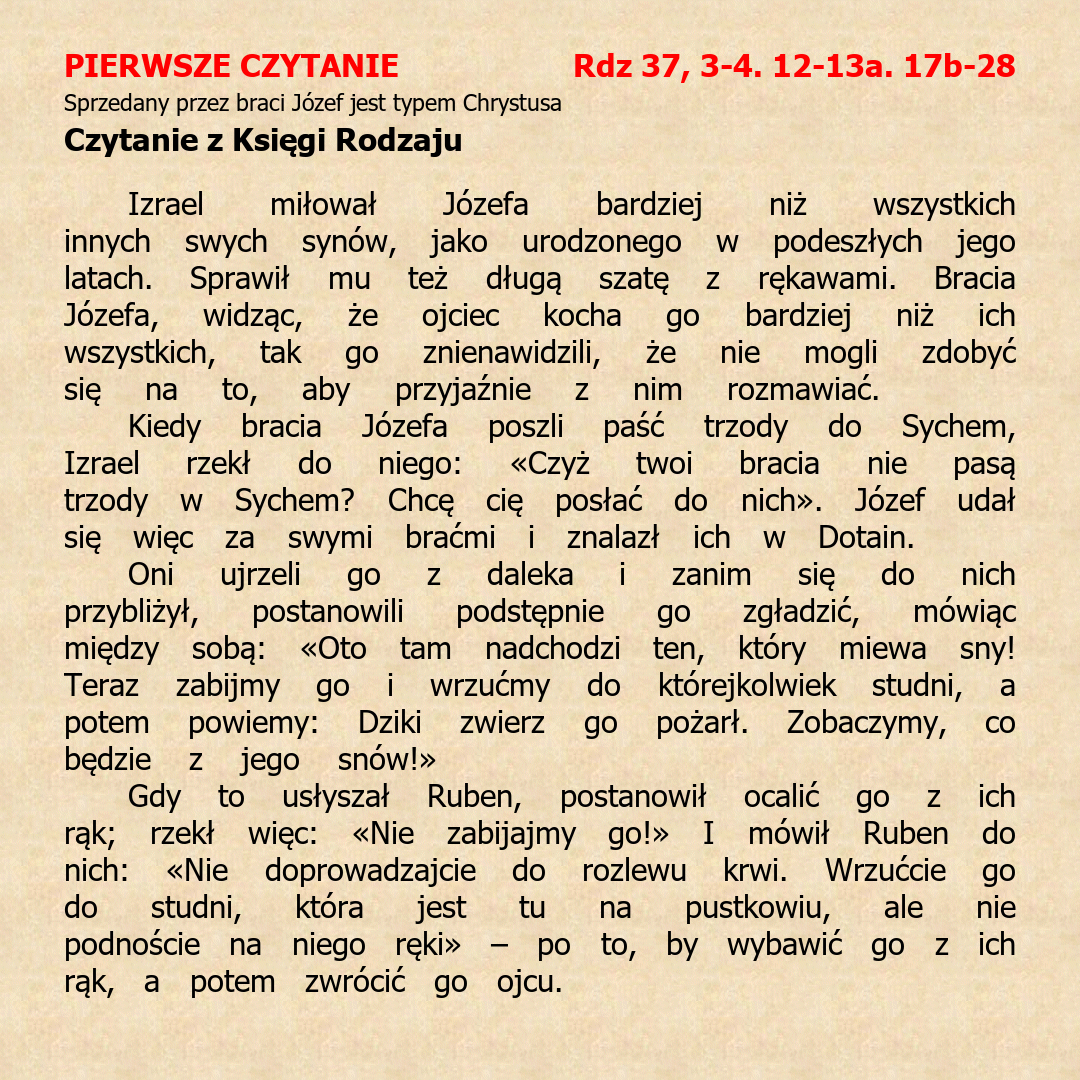 PIERWSZE CZYTANIE Rdz 37, 3-4. 12-13a. 17b-28
Sprzedany przez braci Józef jest typem Chrystusa
Czytanie z Księgi Rodzaju
Izrael miłował Józefa bardziej niż wszystkich
innych swych synów, jako urodzonego w podeszłych jego
latach. Sprawił mu też długą szatę z rękawami. Bracia
Józefa, widząc, że ojciec kocha go bardziej niż ich
wszystkich, tak go znienawidzili, że nie mogli zdobyć
się na to, aby przyjaźnie z nim rozmawiać.
Kiedy bracia Józefa poszli paść trzody do Sychem,
Izrael rzekł do niego: «Czyż twoi bracia nie pasą
trzody w Sychem? Chcę cię posłać do nich». Józef udał
się więc za swymi braćmi i znalazł ich w Dotain.
Oni ujrzeli go z daleka i zanim się do nich
przybliżył, postanowili podstępnie go zgładzić, mówiąc
między sobą: «Oto tam nadchodzi ten, który miewa sny!
Teraz zabijmy go i wrzućmy do którejkolwiek studni, a
potem powiemy: Dziki zwierz go pożarł. Zobaczymy, co
będzie z jego snów!»
Gdy to usłyszał Ruben, postanowił ocalić go z ich
rąk; rzekł więc: «Nie zabijajmy go!» I mówił Ruben do
nich: «Nie doprowadzajcie do rozlewu krwi. Wrzućcie go
do studni, która jest tu na pustkowiu, ale nie
podnoście na niego ręki» – po to, by wybawić go z ich
rąk, a potem zwrócić go ojcu.